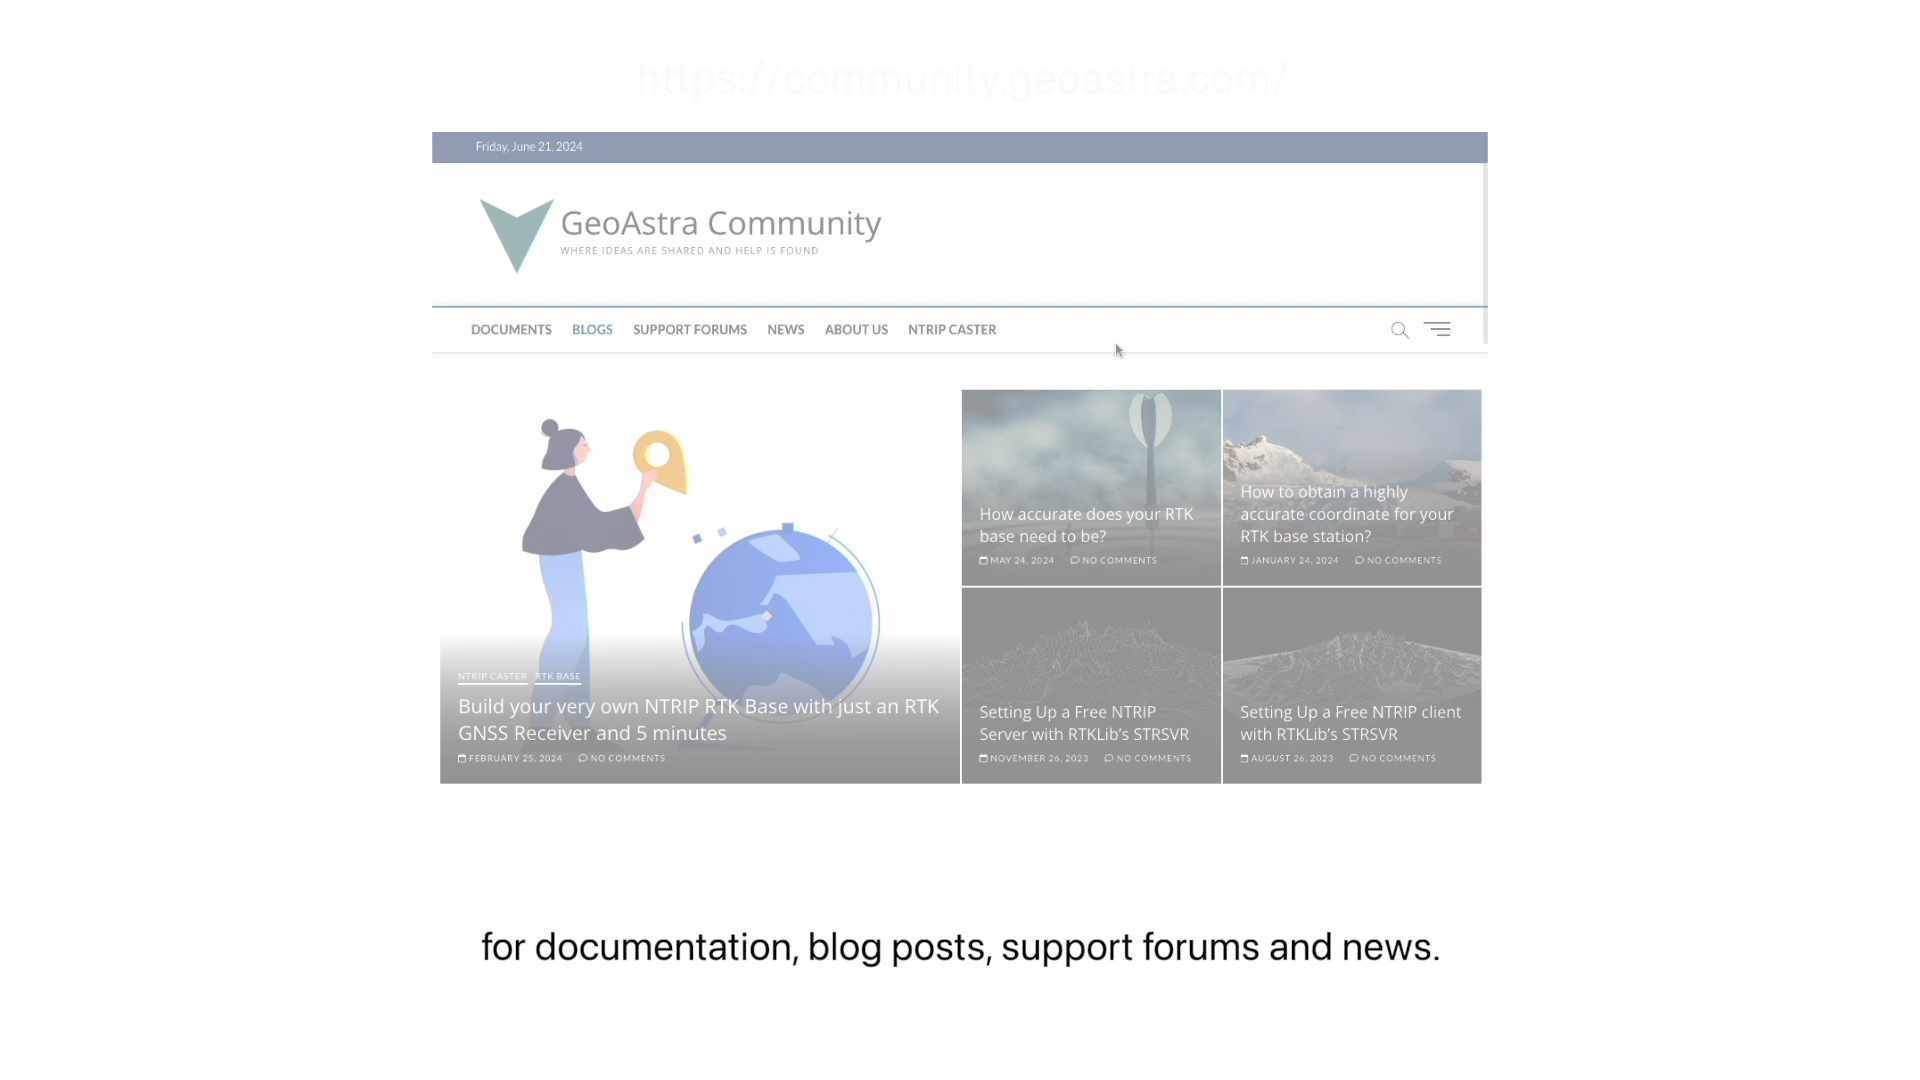 https://community.geoastra.com/
Friday, June 21, 2024
GeoAstra Community
WHERE IDEAS ARE SHARED AND HELP IS FOUND
DOCUMENTS BLOGS SUPPORT FORUMS NEWS ABOUT US NTRIP CASTER
NTRIP CASTER RTK BASE
Build your very own NTRIP RTK Base with just an RTK
GNSS Receiver and 5 minutes
FEBRUARY 25, 2024 NO COMMENTS
How accurate does your RTK
base need to be?
MAY 24, 2024 NO COMMENTS
How to obtain a highly
accurate coordinate for your
RTK base station?
JANUARY 24, 2024 NO COMMENTS
Setting Up a Free NTRIP
Server with RTKLib’s STRSVR
NOVEMBER 26, 2023 NO COMMENTS
Setting Up a Free NTRIP client
with RTKLib’s STRSVR
AUGUST 26, 2023 NO COMMENTS
for documentation, blog posts, support forums and news.